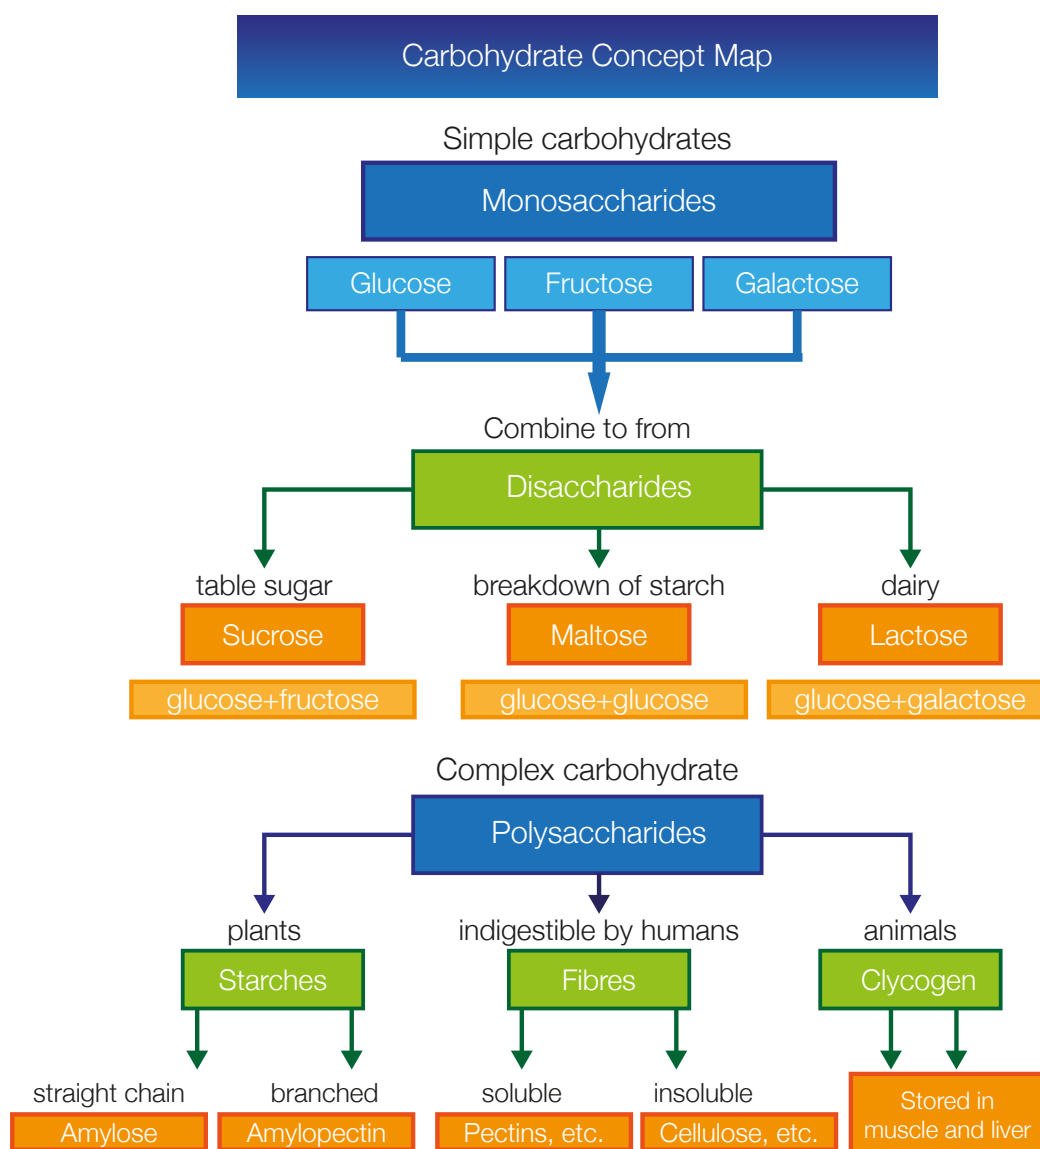 Carbohydrate Concept Map
Simple carbohydrates
Monosaccharides
Glucose
Fructose
Galactose
Combine to from
Disaccharides
table sugar
breakdown of starch
dairy
Sucrose
Maltose
Lactose
glucose+fructose
glucose+glucose
glucose+galactose
Complex carbohydrate
Polysaccharides
plants
indigestible by humans
animals
Starches
Fibres
Clycogen
straight chain
branched
soluble
insoluble
Amylose
Amylopectin
Pectins, etc.
Cellulose, etc.
Stored in
muscle and liver